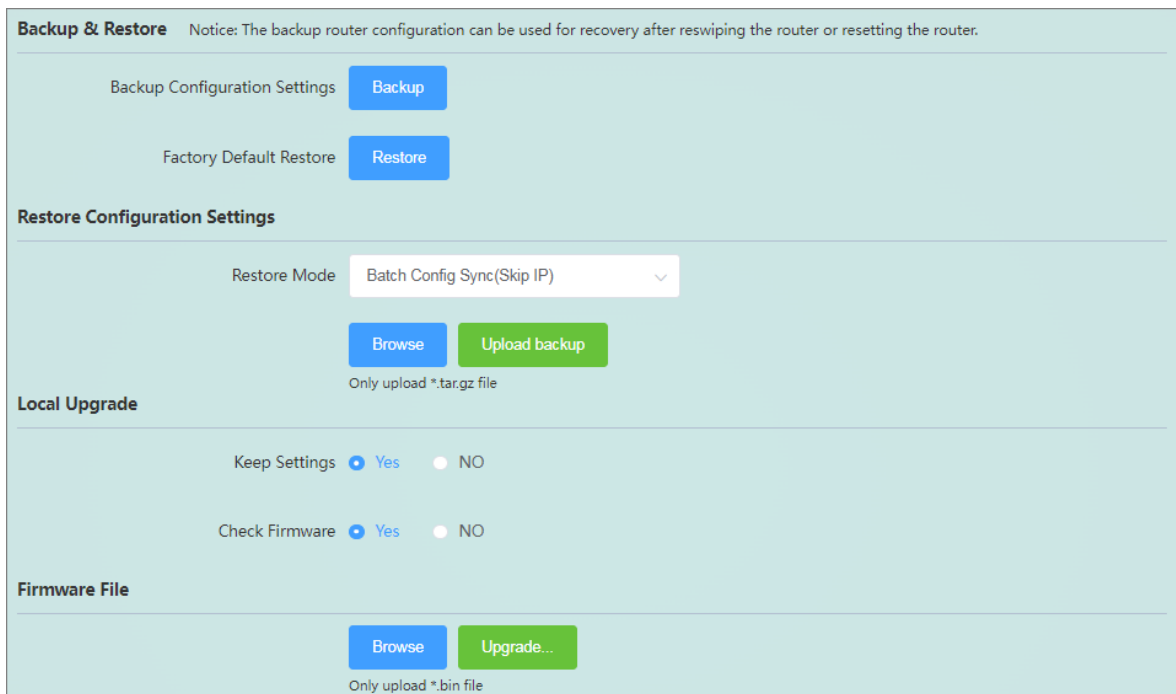 Backup & Restore Notice: The backup router configuration can be used for recovery after reswiping the router or resetting the router.
Backup Configuration Settings Backup
Factory Default Restore Restore
Restore Configuration Settings
Restore Mode Batch Config Sync(Skip IP)
Browse Upload backup
Only upload *.tar.gz file
Local Upgrade
Keep Settings Yes NO
Check Firmware Yes NO
Firmware File
Browse Upgrade...
Only upload *.bin file